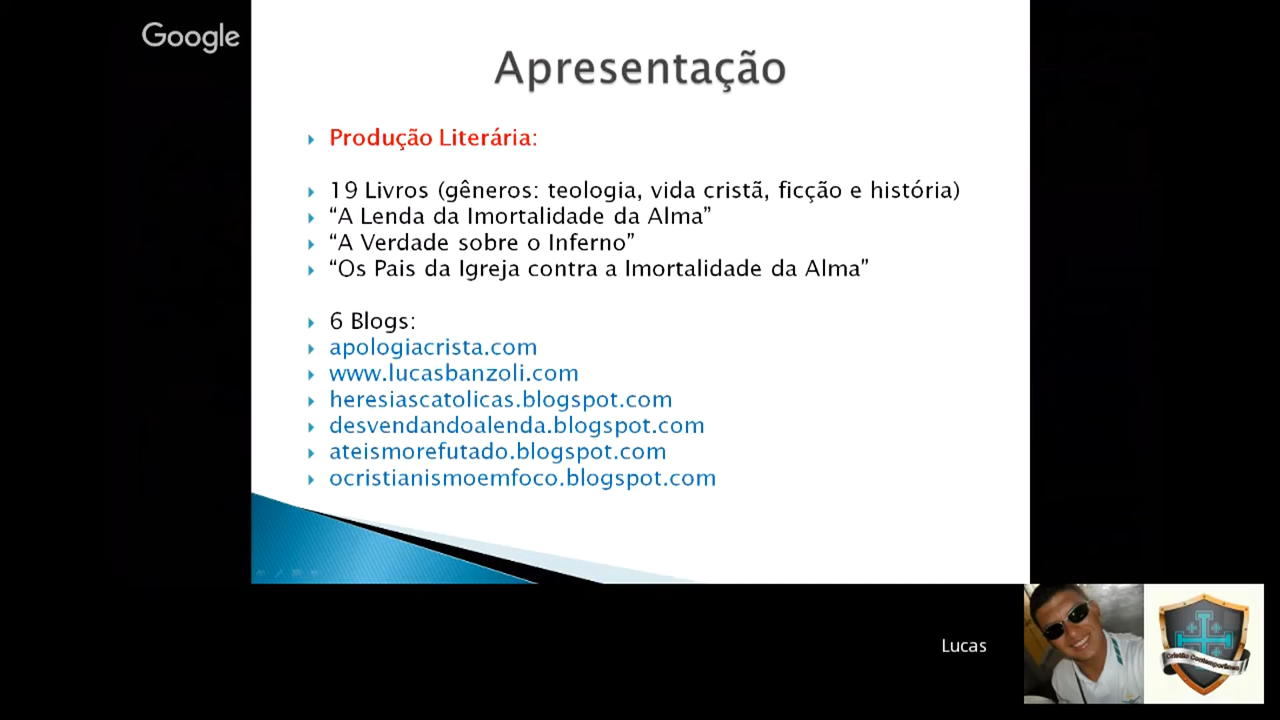 Google
Apresentação
Produção Literária:
19 Livros (gêneros: teologia, vida cristã, ficção e história)
“A Lenda da Imortalidade da Alma”
“A Verdade sobre o Inferno”
“Os Pais da Igreja contra a Imortalidade da Alma”
6 Blogs:
apologiacrista.com
www.lucasbanzoli.com
heresiascatolicas.blogspot.com
desvendandoalenda.blogspot.com
ateismorefutado.blogspot.com
ocristianismoemfoco.blogspot.com
Lucas
Cristão Contemporâneo